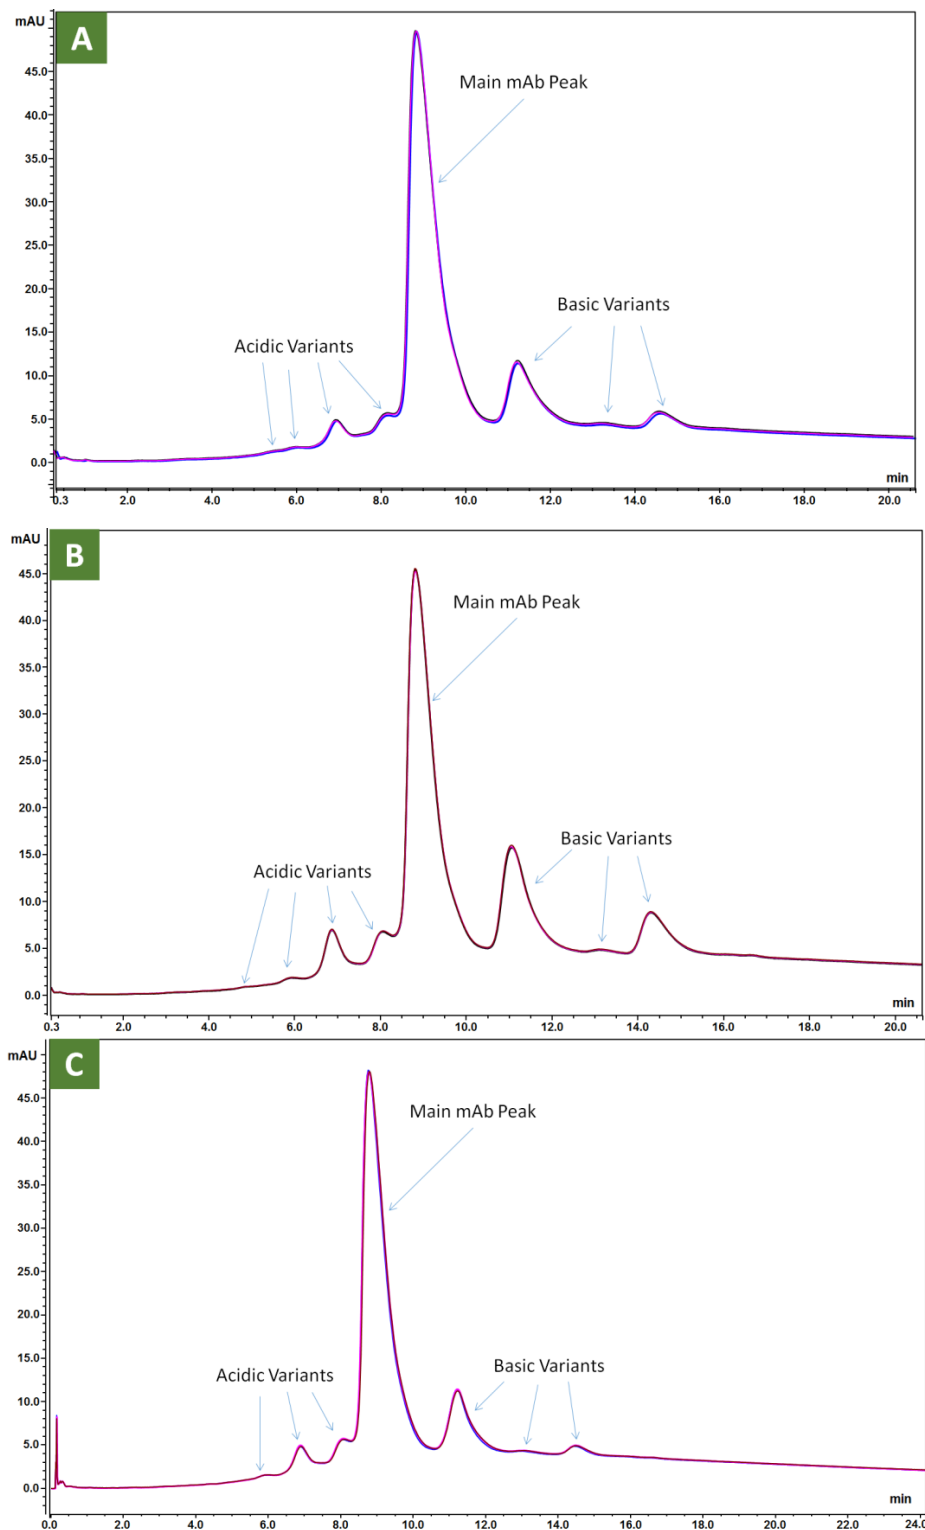 mAU
A
45.0
40.0
35.0
30.0
25.0
20.0
15.0
10.0
5.0
0.0
Main mAb Peak
Basic Variants
Acidic Variants
min
0.3 2.0 4.0 6.0 8.0 10.0 12.0 14.0 16.0 18.0 20.0
mAU
B
45.0
40.0
35.0
30.0
25.0
20.0
15.0
10.0
5.0
0.0
Main mAb Peak
Basic Variants
Acidic Variants
min
0.3 2.0 4.0 6.0 8.0 10.0 12.0 14.0 16.0 18.0 20.0
mAU
C
45.0
40.0
35.0
30.0
25.0
20.0
15.0
10.0
5.0
0.0
Main mAb Peak
Basic Variants
Acidic Variants
min
0.0 2.0 4.0 6.0 8.0 10.0 12.0 14.0 16.0 18.0 20.0 22.0 24.0